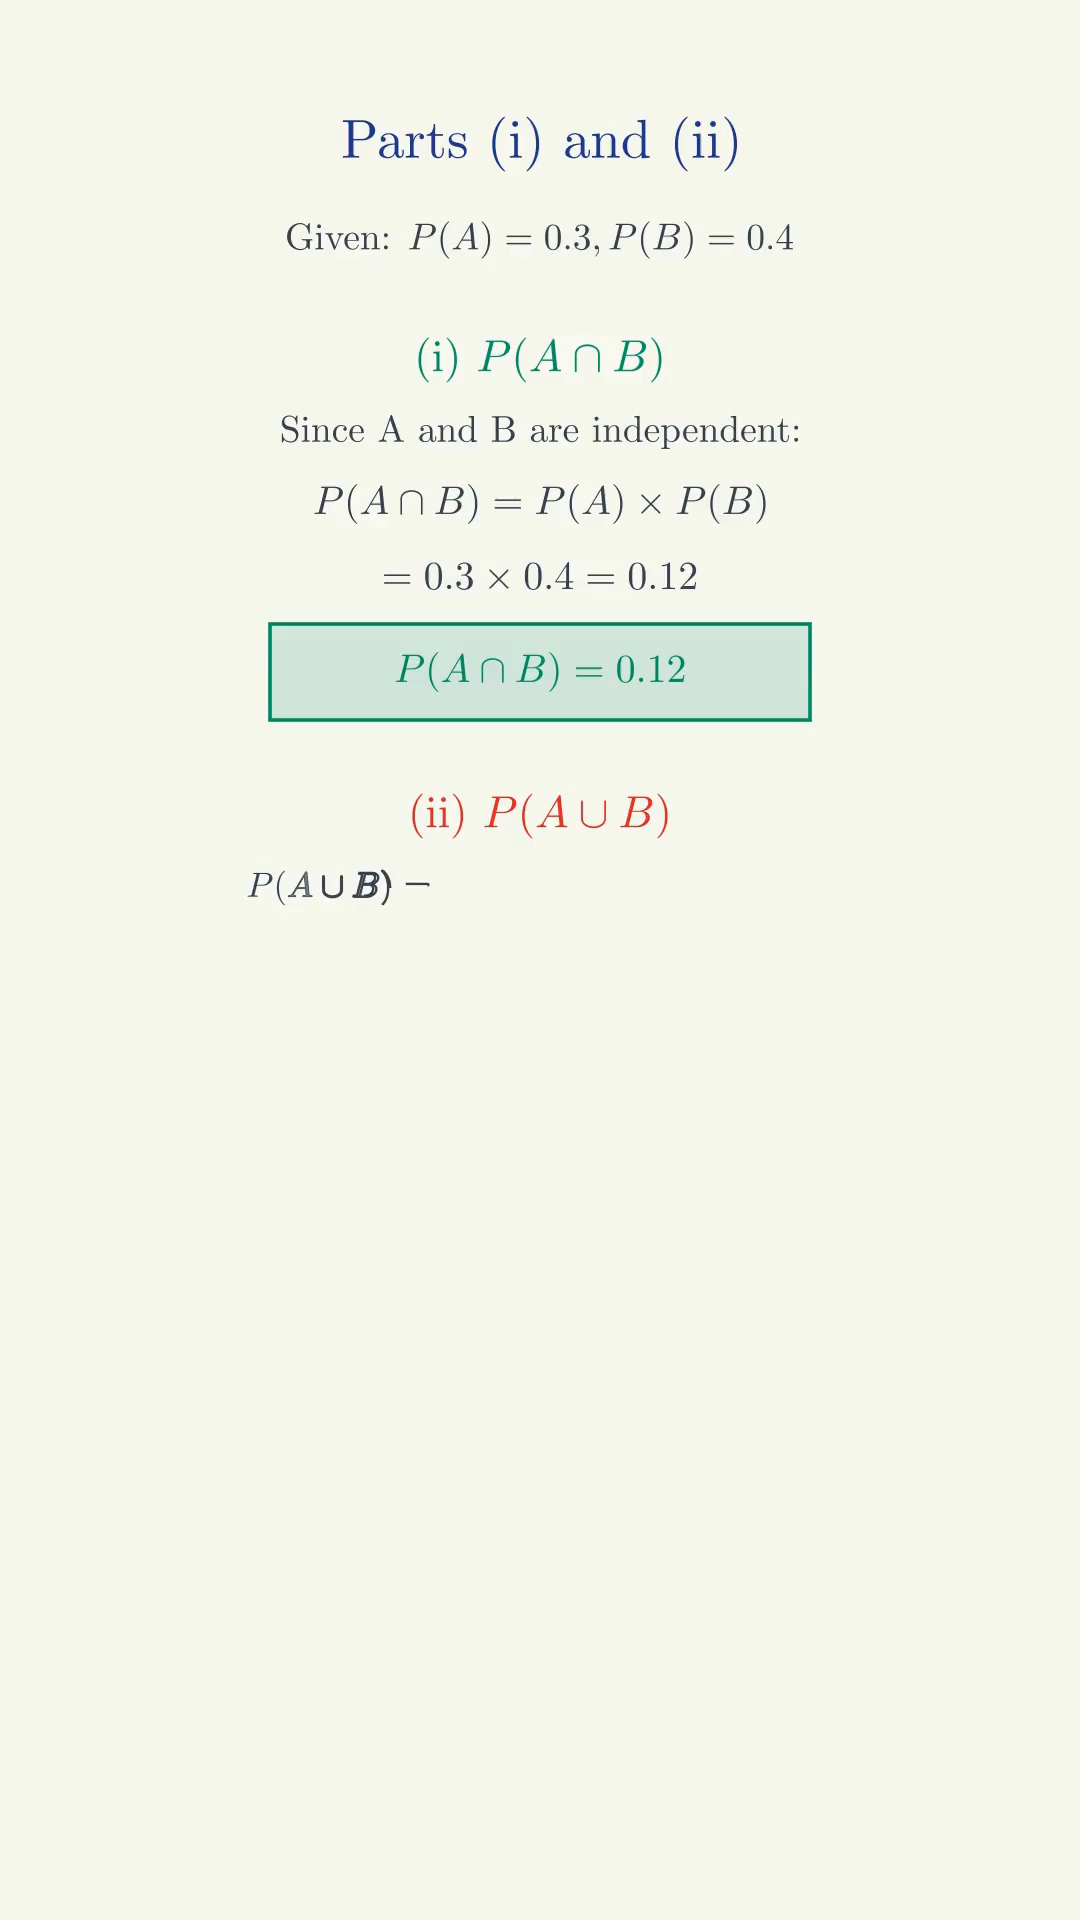 Parts (i) and (ii)
Given: P(A) = 0.3, P(B) = 0.4
(i) P(A ∩ B)
Since A and B are independent:
P(A ∩ B) = P(A) × P(B)
= 0.3 × 0.4 = 0.12
P(A ∩ B) = 0.12
(ii) P(A ∪ B)
P(A ∪ B) −